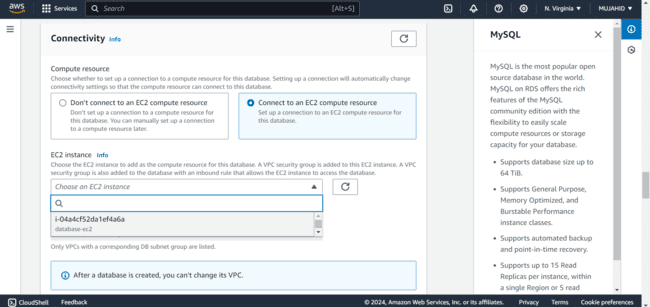 aws
Services
Search
[Alt+S]
N. Virginia
MUJAHID
Connectivity Info
Compute resource
Choose whether to set up a connection to a compute resource for this database. Setting up a connection will automatically change
connectivity settings so that the compute resource can connect to this database.
Don't connect to an EC2 compute resource
Don't set up a connection to a compute resource for
this database. You can manually set up a connection
to a compute resource later.
Connect to an EC2 compute resource
Set up a connection to an EC2 compute resource for
this database.
EC2 instance Info
Choose the EC2 instance to add as the compute resource for this database. A VPC security group is added to this EC2 instance. A VPC
security group is also added to the database with an inbound rule that allows the EC2 instance to access the database.
Choose an EC2 instance
i-04a4cf52da1ef4a6a
database-ec2
Only VPCs with a corresponding DB subnet group are listed.
After a database is created, you can't change its VPC.
MySQL
MySQL is the most popular open
source database in the world.
MySQL on RDS offers the rich
features of the MySQL
community edition with the
flexibility to easily scale
compute resources or storage
capacity for your database.
• Supports database size up to
64 TiB.
• Supports General Purpose,
Memory Optimized, and
Burstable Performance
instance classes.
• Supports automated backup
and point-in-time recovery.
• Supports up to 15 Read
Replicas per instance, within
a single Region or 5 read
CloudShell
Feedback
© 2024, Amazon Web Services, Inc. or its affiliates.
Privacy
Terms
Cookie preferences